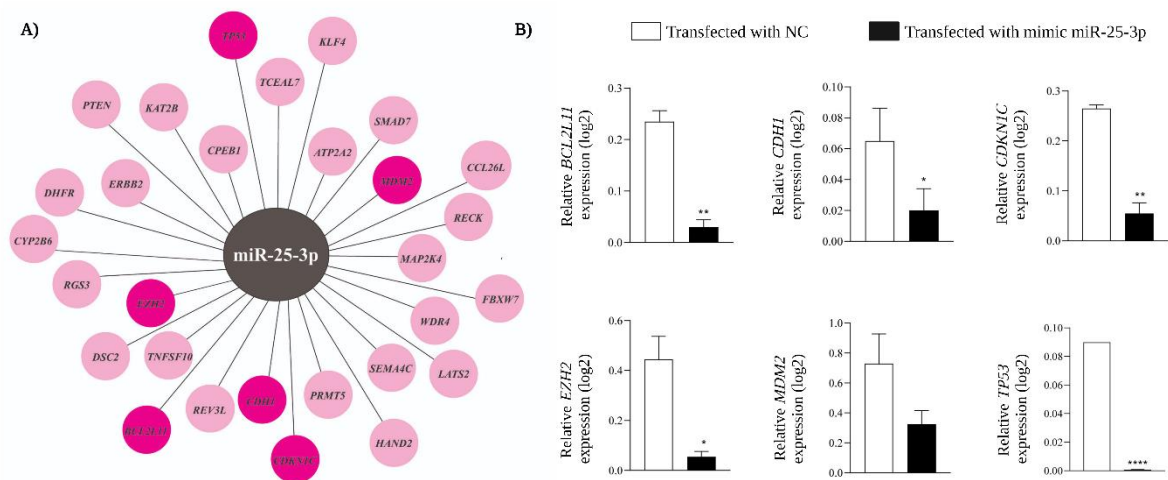 A)
TP53
KLF4
TCEAL7
PTEN
KAT2B
SMAD7
CPEB1
ATP2A2
CCL26L
MDM2
DHFR
ERBB2
RECK
CYP2B6
miR-25-3p
MAP2K4
RGS3
FBXW7
EZH2
WDR4
DSC2
TNFSF10
SEMA4C
LATS2
REV3L
CDH1
PRMT5
BCL2L11
HAND2
CDKN1C
B)
Transfected with NC
Transfected with mimic miR-25-3p
Relative BCL2L11
expression (log2)
0.3
0.2
0.1
0.0
**
Relative CDH1
expression (log2)
0.10
0.08
0.06
0.04
0.02
0.00
*
Relative CDKN1C
expression (log2)
0.3
0.2
0.1
0.0
**
Relative EZH2
expression (log2)
0.6
0.4
0.2
0.0
*
Relative MDM2
expression (log2)
1.0
0.8
0.6
0.4
0.2
0.0
Relative TP53
expression (log2)
0.10
0.08
0.06
0.04
0.02
0.00
****